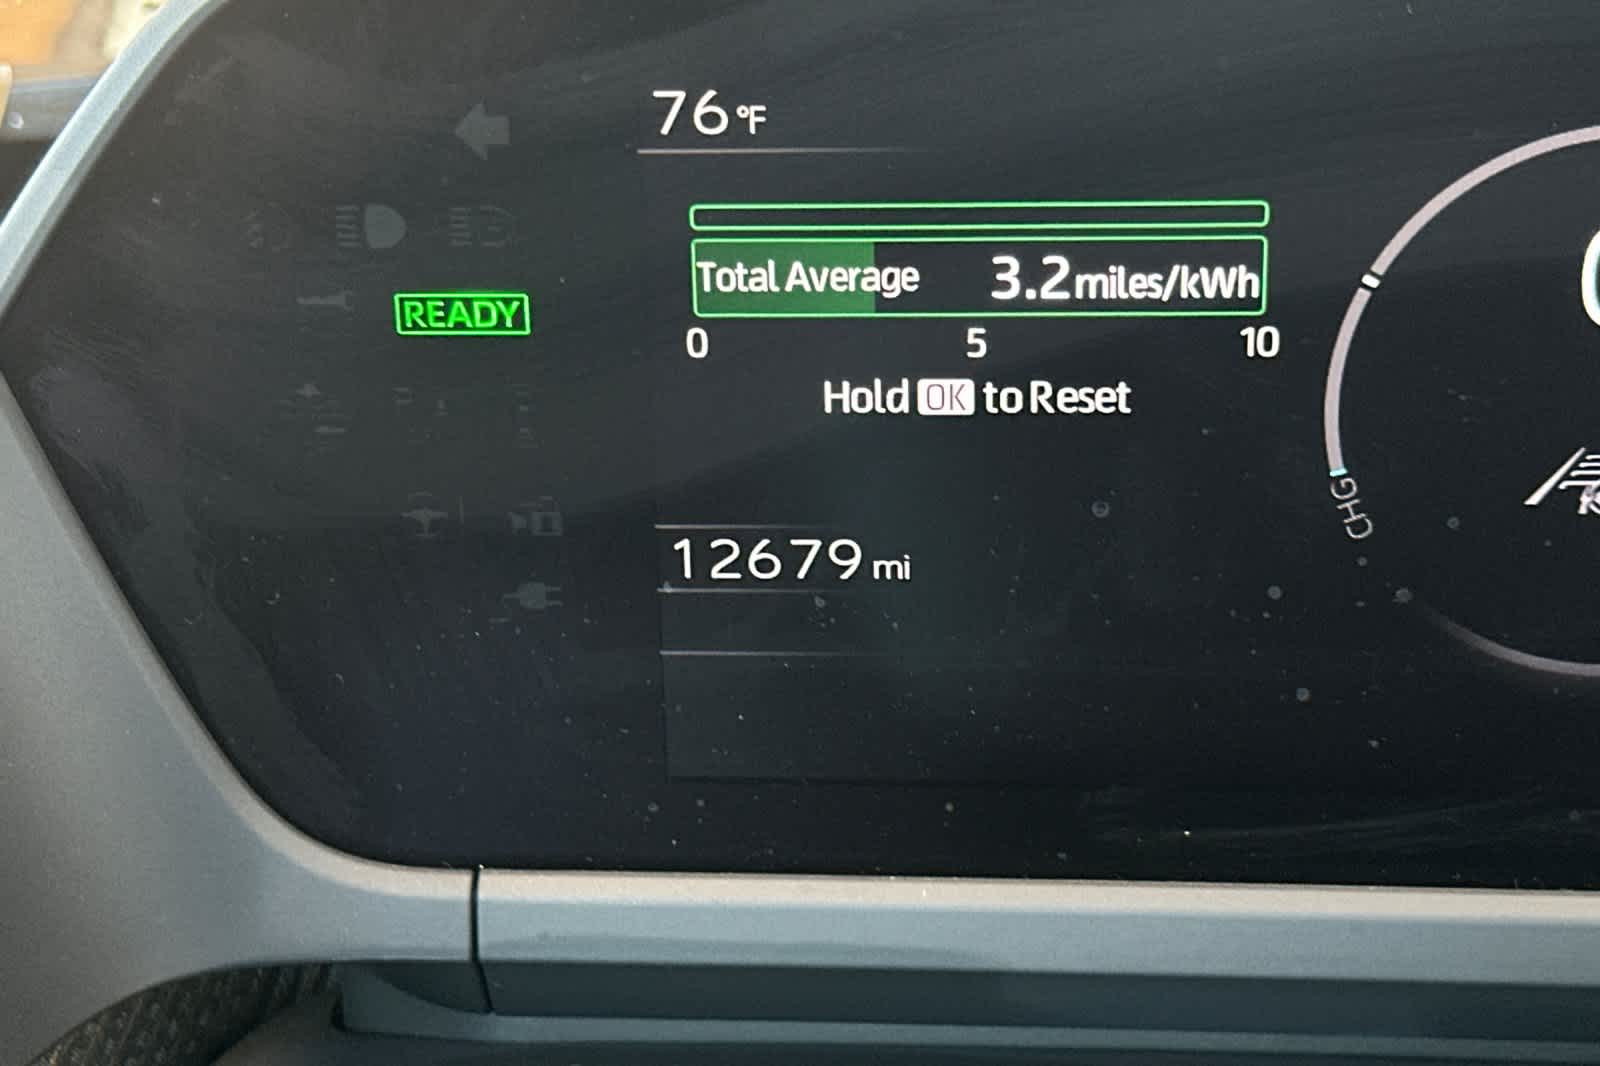 76°F
READY
Total Average 3.2 miles/kWh
0 5 10
Hold OK to Reset
CHG
12679 mi